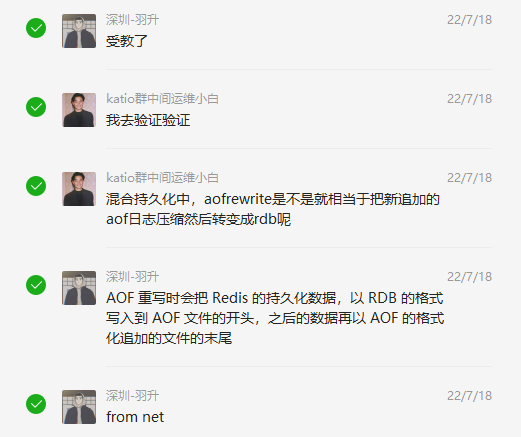 深圳-羽升 22/7/18
受教了
katio群中间运维小白 22/7/18
我去验证验证
katio群中间运维小白 22/7/18
混合持久化中，aofrewrite是不是就相当于把新追加的
aof日志压缩然后转变成rdb呢
深圳-羽升 22/7/18
AOF 重写时会把 Redis 的持久化数据，以 RDB 的格式
写入到 AOF 文件的开头，之后的数据再以 AOF 的格式
化追加的文件的末尾
深圳-羽升 22/7/18
from net